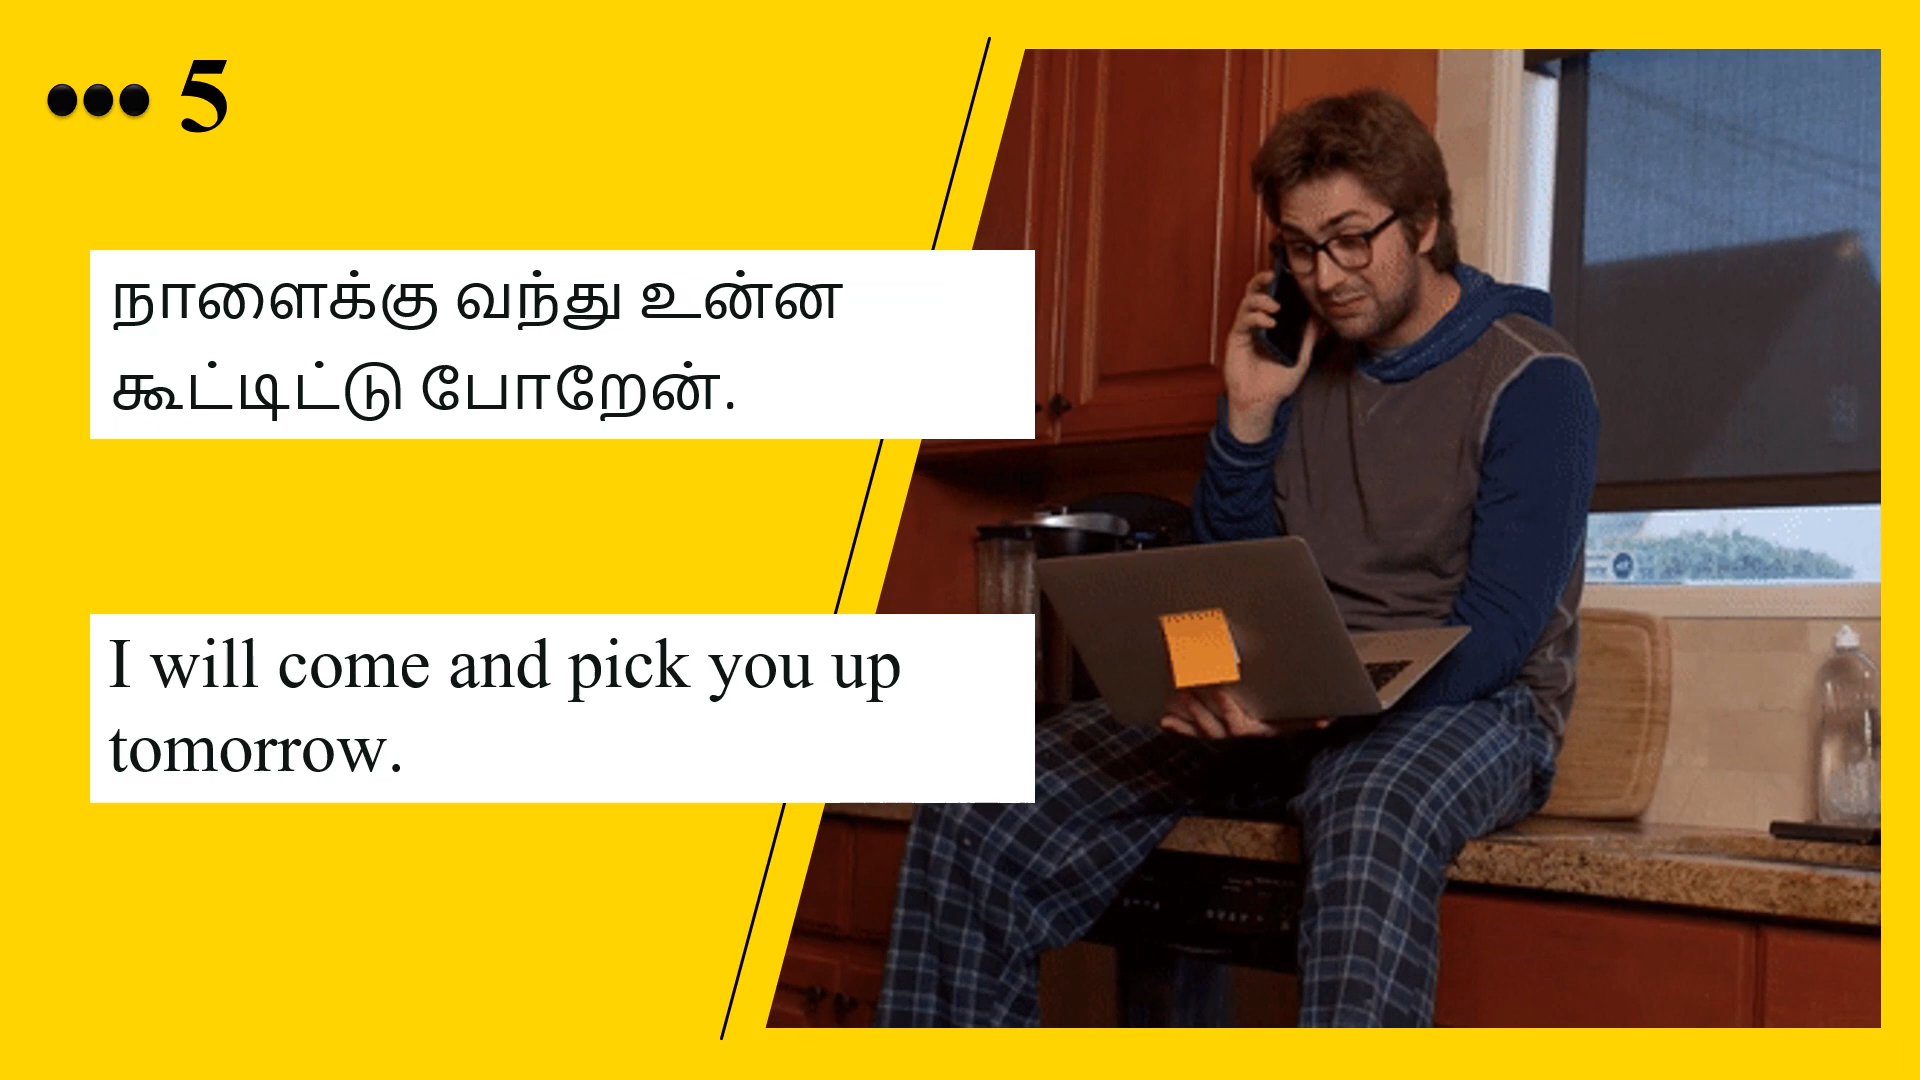 ••• 5
நாளைக்கு வந்து உன்ன
கூட்டிட்டு போறேன்.
I will come and pick you up
tomorrow.